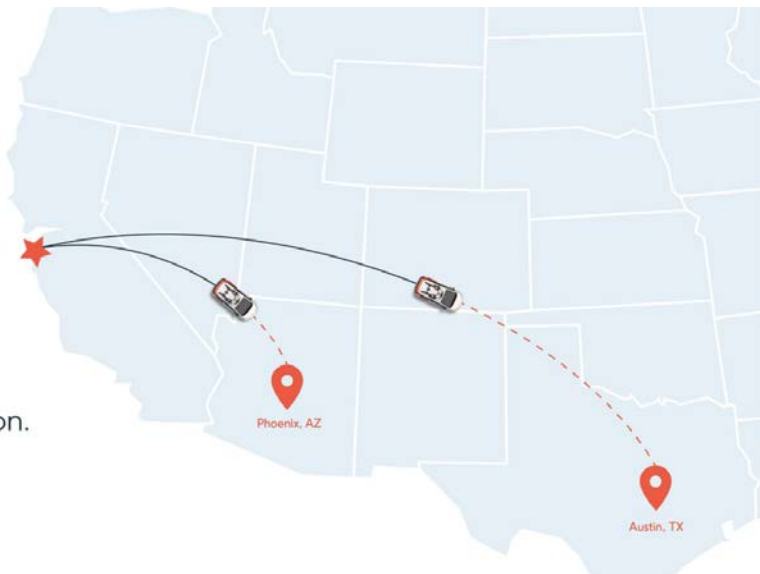 on.
Phoenix, AZ
Austin, TX